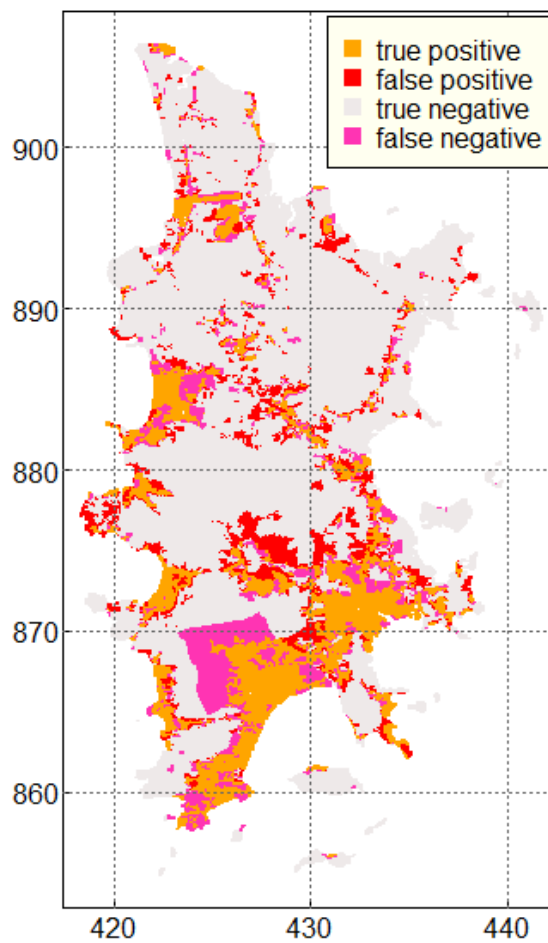 true positive
false positive
true negative
false negative
900
890
880
870
860
420
430
440